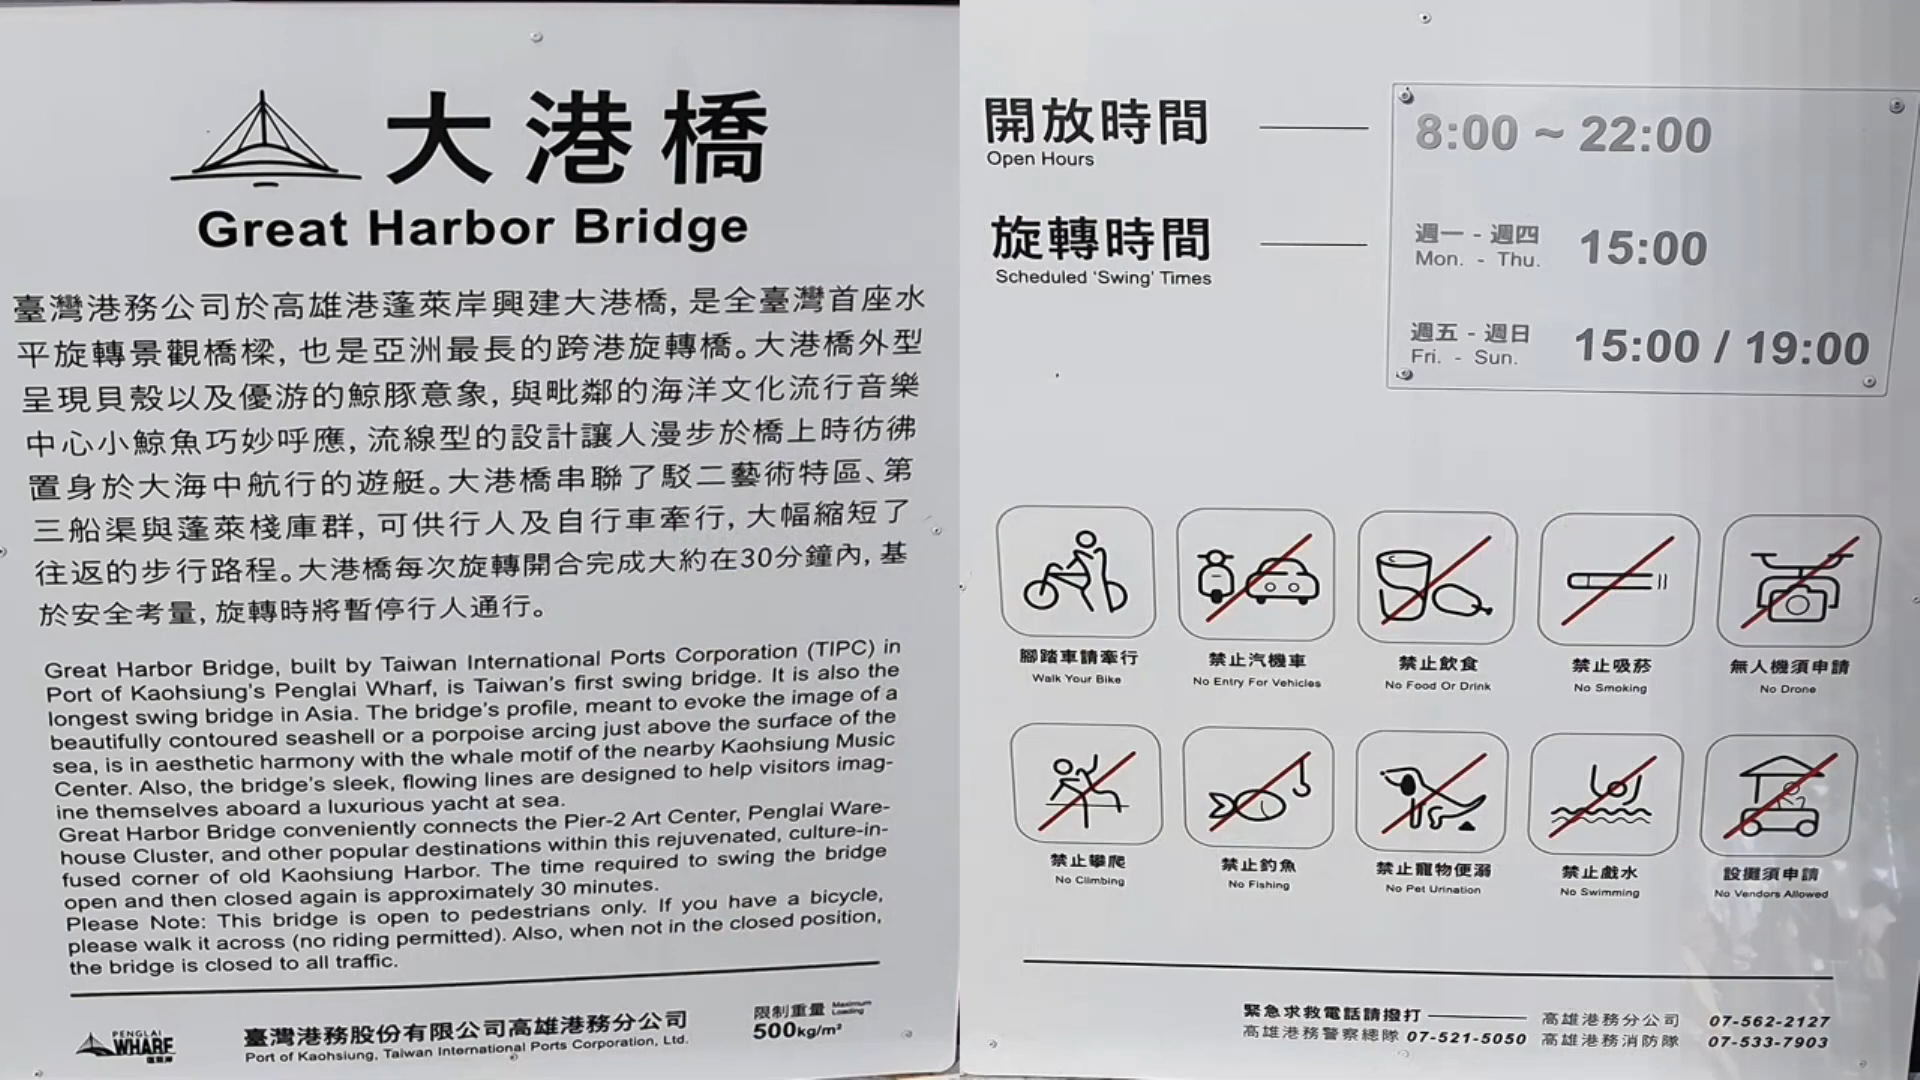 大港橋
Great Harbor Bridge
臺灣港務公司於高雄港蓬萊岸興建大港橋, 是全臺灣首座水
平旋轉景觀橋樑, 也是亞洲最長的跨港旋轉橋。大港橋外型
呈現貝殼以及優游的鯨豚意象, 與毗鄰的海洋文化流行音樂
中心小鯨魚巧妙呼應, 流線型的設計讓人漫步於橋上時彷彿
置身於大海中航行的遊艇。大港橋串聯了駁二藝術特區、第
三船渠與蓬萊棧庫群, 可供行人及自行車牽行, 大幅縮短了
往返的步行路程。大港橋每次旋轉開合完成大約在30分鐘內, 基
於安全考量, 旋轉時將暫停行人通行。
Great Harbor Bridge, built by Taiwan International Ports Corporation (TIPC) in
Port of Kaohsiung's Penglai Wharf, is Taiwan's first swing bridge. It is also the
longest swing bridge in Asia. The bridge's profile, meant to evoke the image of a
beautifully contoured seashell or a porpoise arcing just above the surface of the
sea, is in aesthetic harmony with the whale motif of the nearby Kaohsiung Music
Center. Also, the bridge's sleek, flowing lines are designed to help visitors imag-
ine themselves aboard a luxurious yacht at sea.
Great Harbor Bridge conveniently connects the Pier-2 Art Center, Penglai Ware-
house Cluster, and other popular destinations within this rejuvenated, culture-in-
fused corner of old Kaohsiung Harbor. The time required to swing the bridge
open and then closed again is approximately 30 minutes.
Please Note: This bridge is open to pedestrians only. If you have a bicycle,
please walk it across (no riding permitted). Also, when not in the closed position,
the bridge is closed to all traffic.
PENGLAI
WHARF
臺灣港務股份有限公司高雄港務分公司
Port of Kaohsiung, Taiwan International Ports Corporation, Ltd.
限制重量 Maximum Loading
500kg/m²
開放時間
Open Hours
8:00 ~ 22:00
旋轉時間
Scheduled 'Swing' Times
週一 - 週四 15:00
Mon. - Thu.
週五 - 週日 15:00 / 19:00
Fri. - Sun.
腳踏車請牽行
Walk Your Bike
禁止汽機車
No Entry For Vehicles
禁止飲食
No Food Or Drink
禁止吸菸
No Smoking
無人機須申請
No Drone
禁止攀爬
No Climbing
禁止釣魚
No Fishing
禁止寵物便溺
No Pet Urination
禁止戲水
No Swimming
設攤須申請
No Vendors Allowed
緊急求救電話請撥打 高雄港務分公司 07-562-2127
高雄港務警察總隊 07-521-5050 高雄港務消防隊 07-533-7903